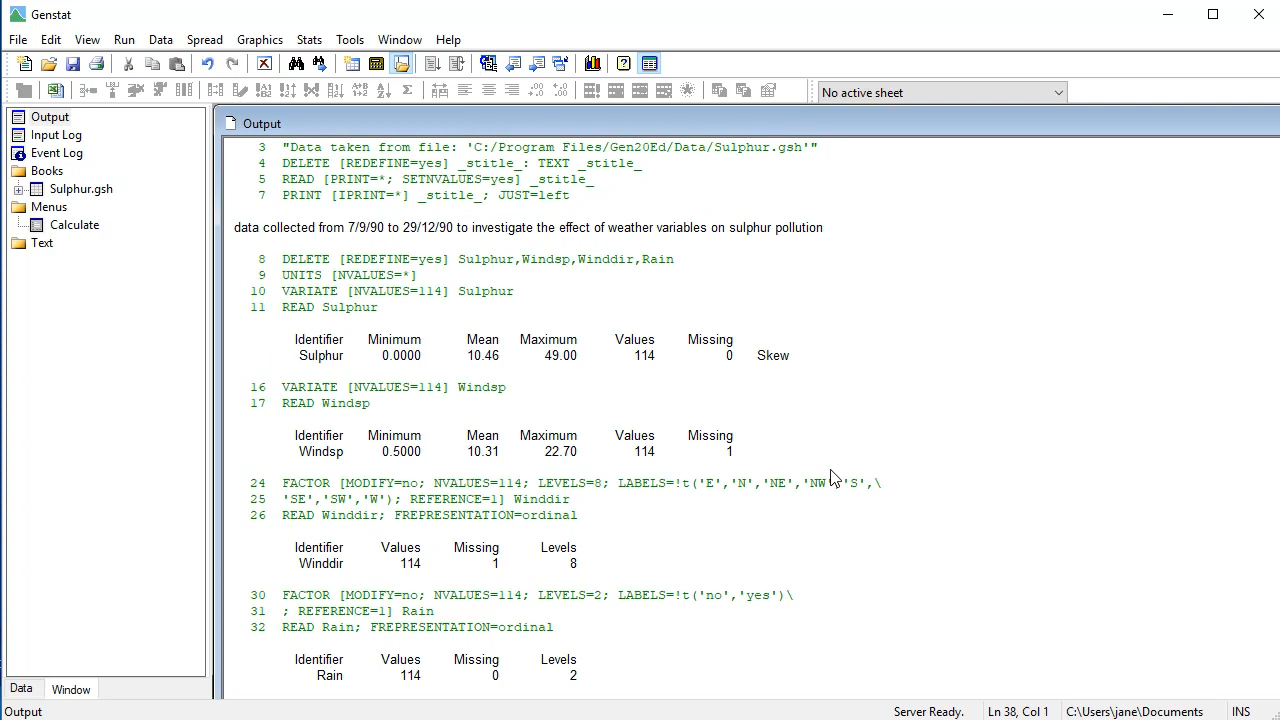 Genstat
File Edit View Run Data Spread Graphics Stats Tools Window Help
No active sheet
Output
Input Log
Event Log
Books
Sulphur.gsh
Menus
Calculate
Text
Data Window
Output
3 "Data taken from file: 'C:/Program Files/Gen20Ed/Data/Sulphur.gsh'"
4 DELETE [REDEFINE=yes] _stitle_: TEXT _stitle_
5 READ [PRINT=*; SETNVALUES=yes] _stitle_
7 PRINT [IPRINT=*] _stitle_; JUST=left
data collected from 7/9/90 to 29/12/90 to investigate the effect of weather variables on sulphur pollution
8 DELETE [REDEFINE=yes] Sulphur,Windsp,Winddir,Rain
9 UNITS [NVALUES=*]
10 VARIATE [NVALUES=114] Sulphur
11 READ Sulphur
Identifier Minimum Mean Maximum Values Missing
Sulphur 0.0000 10.46 49.00 114 0 Skew
16 VARIATE [NVALUES=114] Windsp
17 READ Windsp
Identifier Minimum Mean Maximum Values Missing
Windsp 0.5000 10.31 22.70 114 1
24 FACTOR [MODIFY=no; NVALUES=114; LEVELS=8; LABELS=!t('E','N','NE','NW 'S',\
25 'SE','SW','W'); REFERENCE=1] Winddir
26 READ Winddir; FREPRESENTATION=ordinal
Identifier Values Missing Levels
Winddir 114 1 8
30 FACTOR [MODIFY=no; NVALUES=114; LEVELS=2; LABELS=!t('no','yes')\
31 ; REFERENCE=1] Rain
32 READ Rain; FREPRESENTATION=ordinal
Identifier Values Missing Levels
Rain 114 0 2
Output Server Ready. Ln 38, Col 1 C:\Users\jane\Documents INS